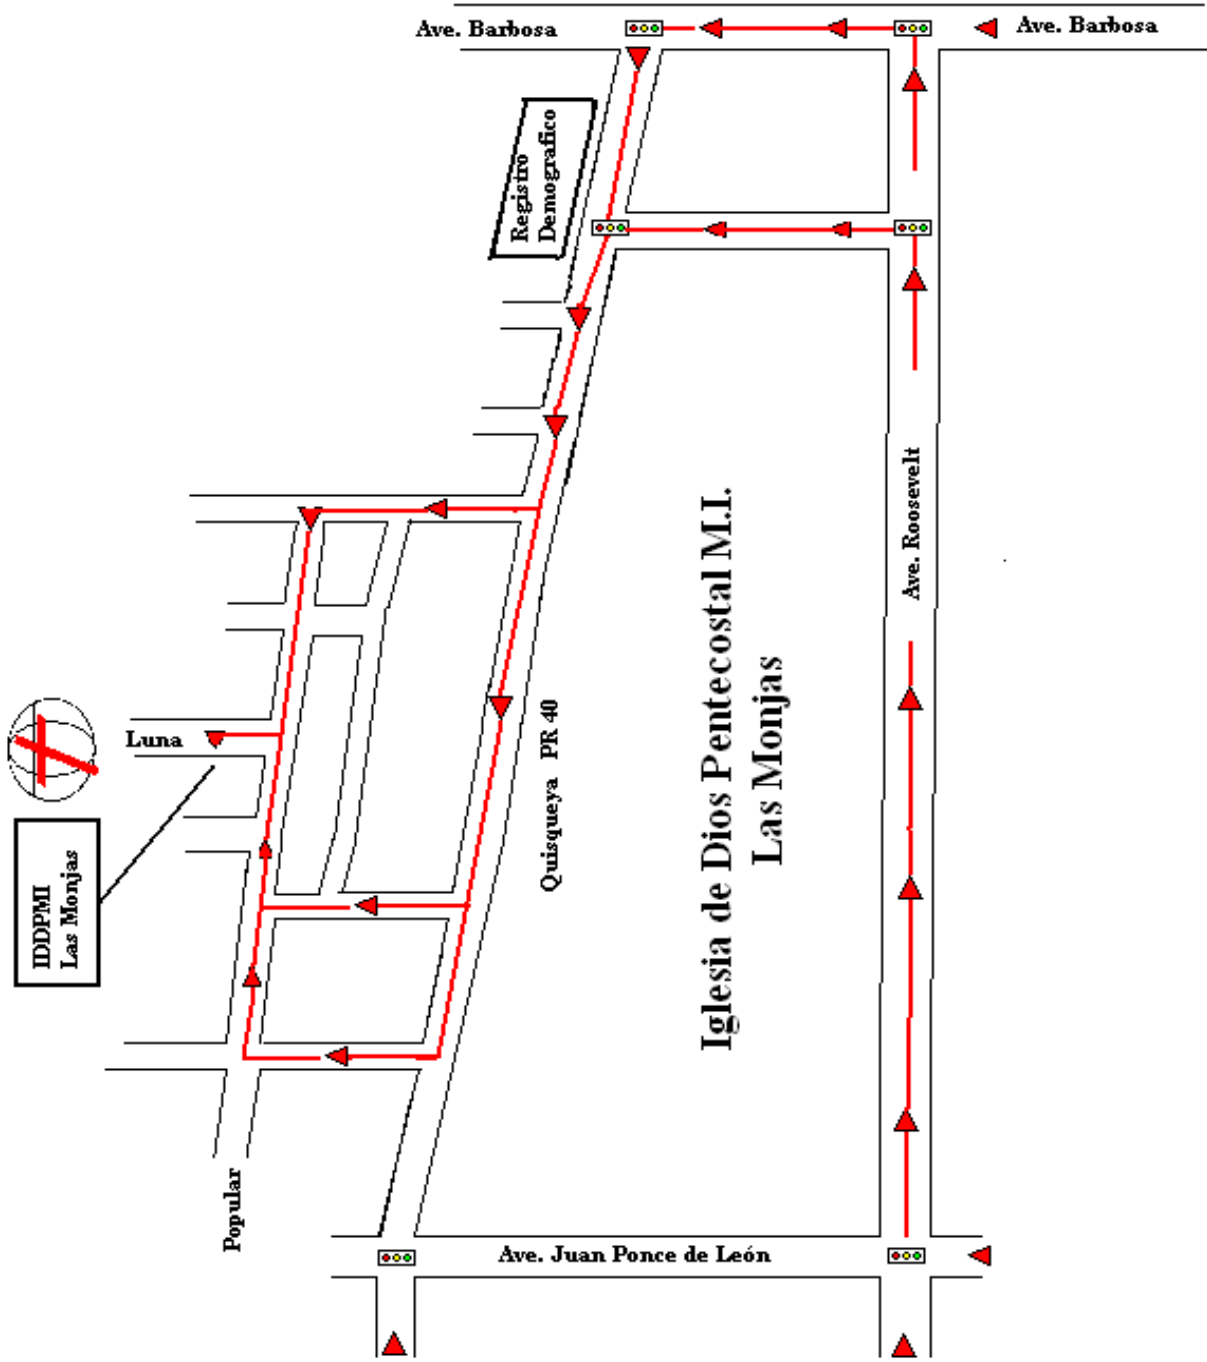 Ave. Barbosa
Ave. Barbosa
Registro
Demografico
Luna
IDDPMI
Las Monjas
Quisqueya PR 40
Iglesia de Dios Pentecostal M.I.
Las Monjas
Ave. Roosevelt
Popular
Ave. Juan Ponce de León